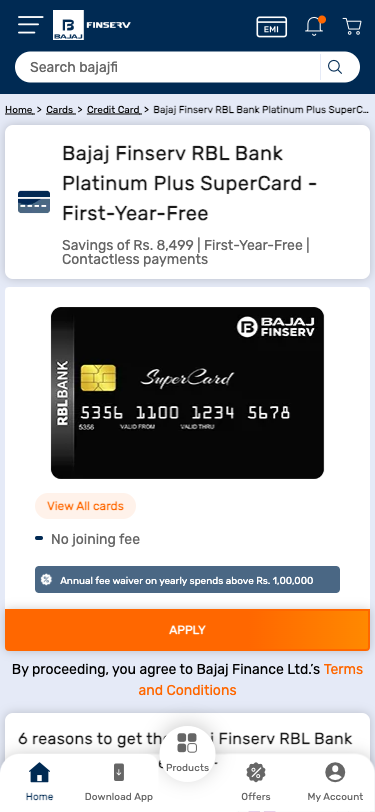 BAJAJ
FINSERV
EMI
Search bajajfi
Home > Cards > Credit Card > Bajaj Finserv RBL Bank Platinum Plus SuperC...
Bajaj Finserv RBL Bank
Platinum Plus SuperCard -
First-Year-Free
Savings of Rs. 8,499 | First-Year-Free |
Contactless payments
BAJAJ
FINSERV
RBLBANK
SuperCard
5356 1100 1234 5678
5356 VALID FROM VALID THRU
View All cards
No joining fee
Annual fee waiver on yearly spends above Rs. 1,00,000
APPLY
By proceeding, you agree to Bajaj Finance Ltd.'s Terms
and Conditions
6 reasons to get the Bajaj Finserv RBL Bank
Products
Home
Download App
Offers
My Account